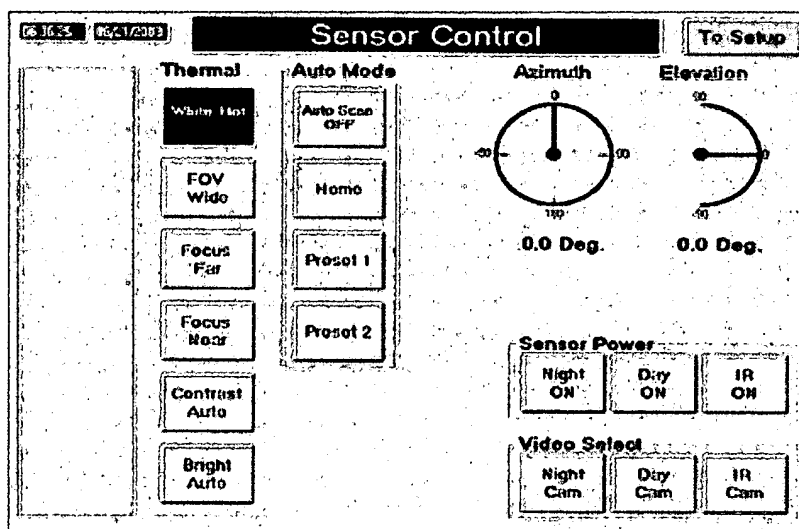 06/21/2003
Sensor Control
To Setup
Thermal
White Hot
FOV
Wide
Focus
Far
Focus
Near
Contrast
Auto
Bright
Auto
Auto Mode
Auto Scan
OFF
Home
Preset 1
Preset 2
Azimuth
0
-90
90
180
0.0 Deg.
Elevation
90
0
-90
0.0 Deg.
Sensor Power
Night
ON
Day
ON
IR
ON
Video Select
Night
Cam
Day
Cam
IR
Cam